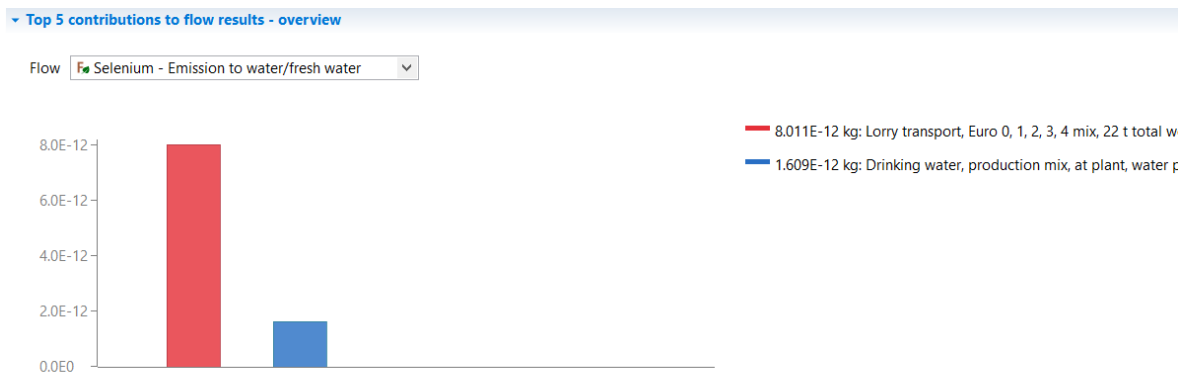 Top 5 contributions to flow results - overview
Flow
Selenium - Emission to water/fresh water
8.011E-12 kg: Lorry transport, Euro 0, 1, 2, 3, 4 mix, 22 t total
1.609E-12 kg: Drinking water, production mix, at plant, water
8.0E-12
6.0E-12
4.0E-12
2.0E-12
0.0E0